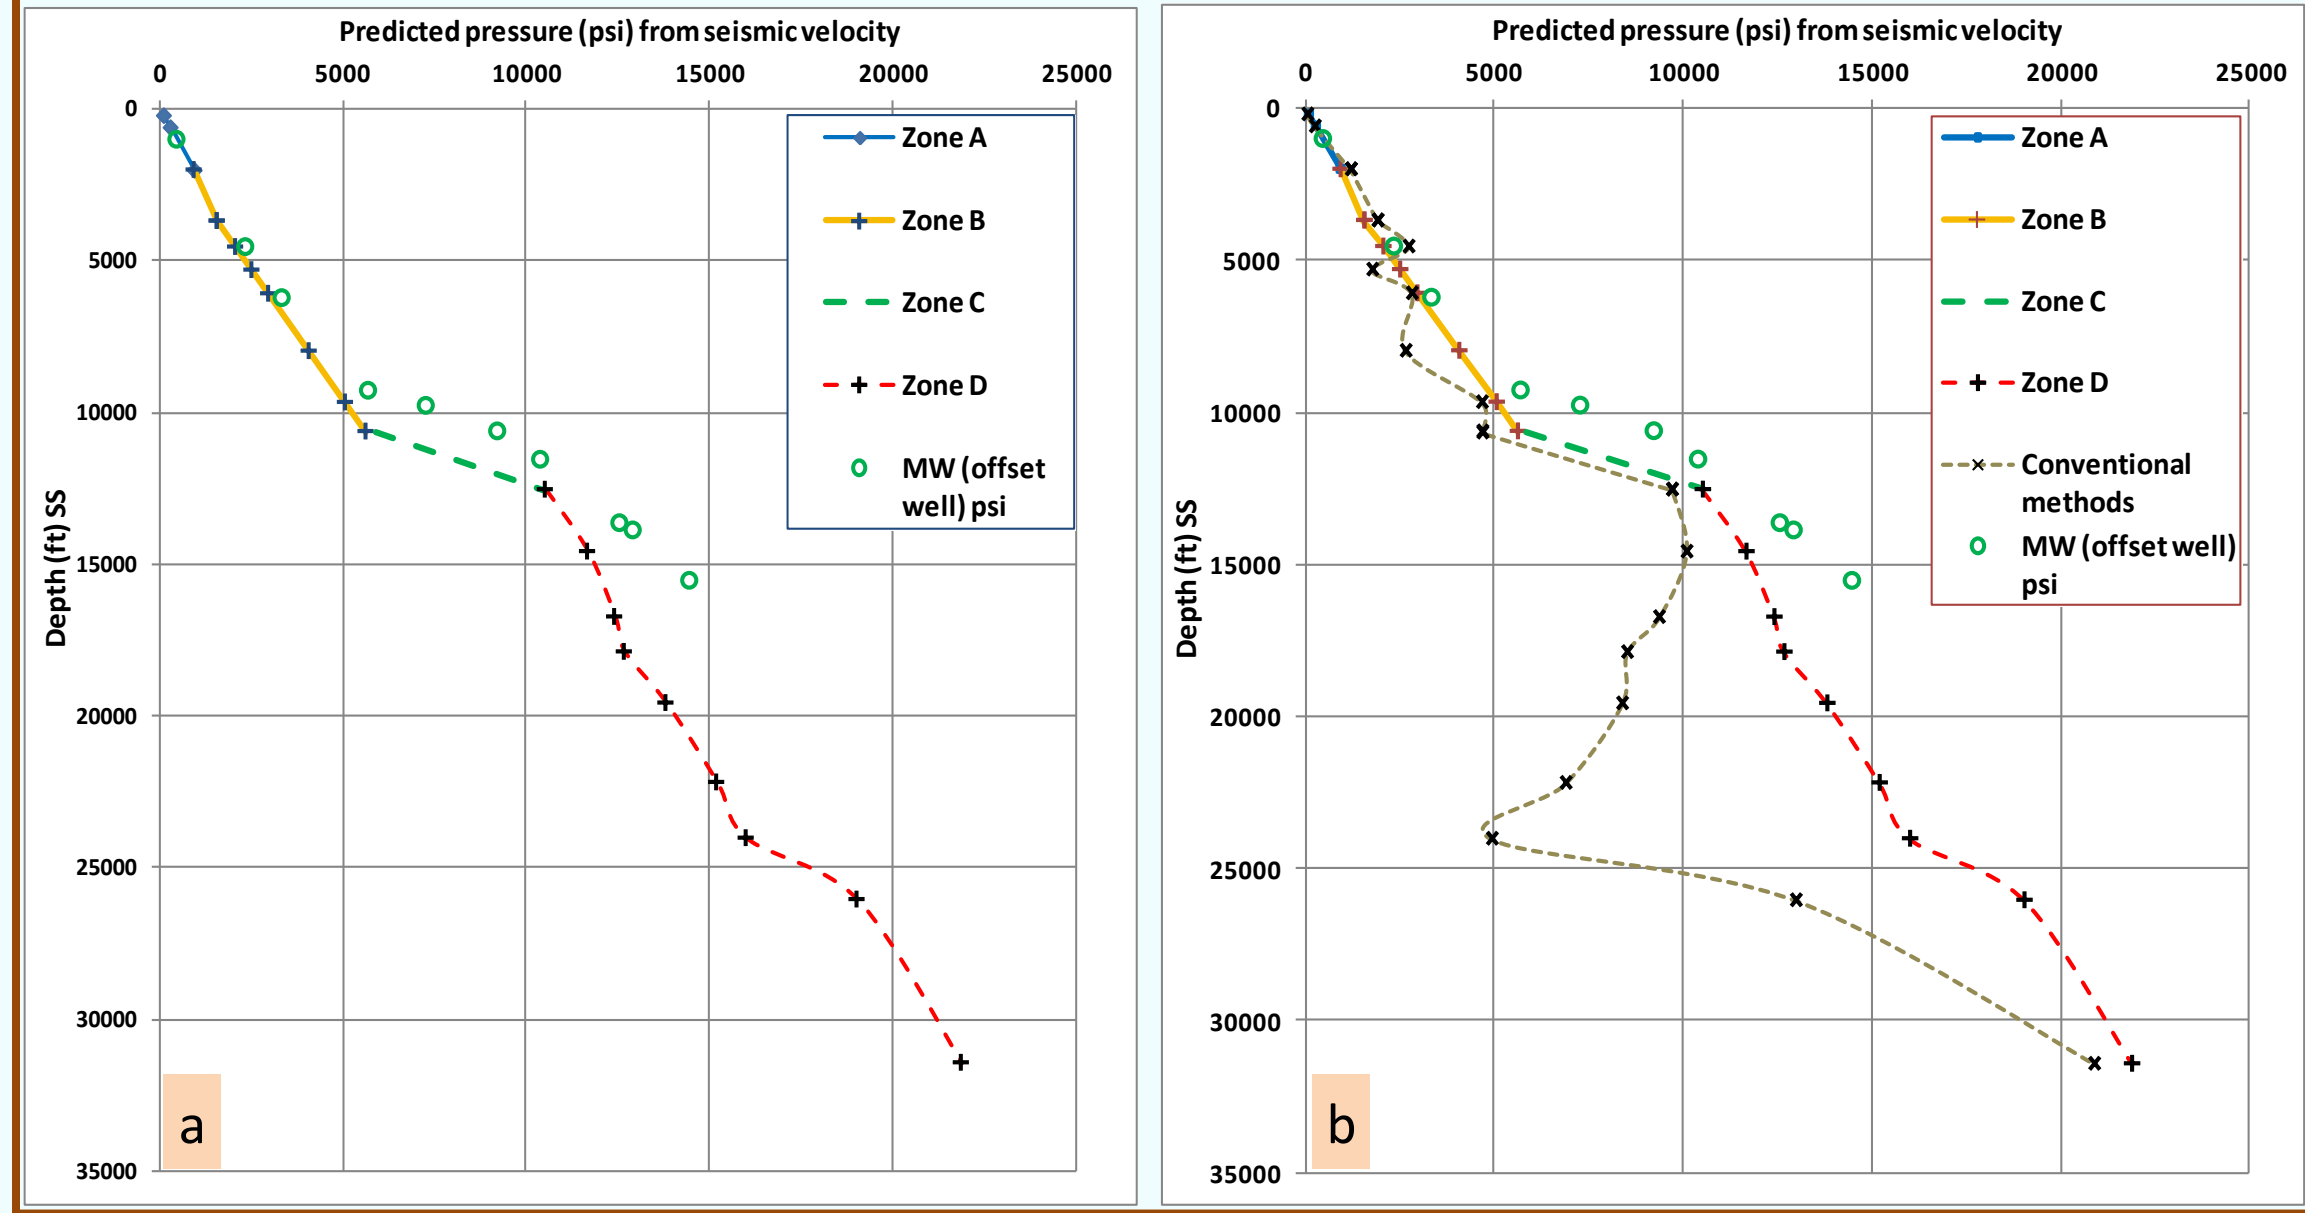 Predicted pressure (psi) from seismic velocity
0 5000 10000 15000 20000 25000
0
5000
10000
15000
20000
25000
30000
35000
Depth (ft) SS
Zone A
Zone B
Zone C
Zone D
MW (offset
well) psi
a
Predicted pressure (psi) from seismic velocity
0 5000 10000 15000 20000 25000
0
5000
10000
15000
20000
25000
30000
35000
Depth (ft) SS
Zone A
Zone B
Zone C
Zone D
Conventional
methods
MW (offset well)
psi
b